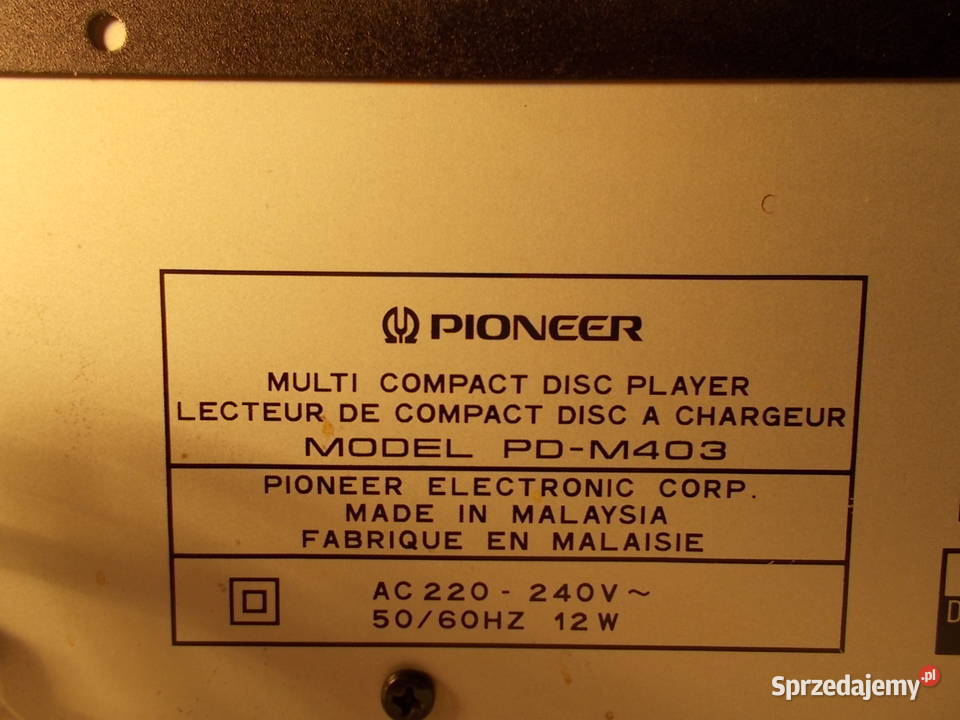 PIONEER
MULTI COMPACT DISC PLAYER
LECTEUR DE COMPACT DISC A CHARGEUR
MODEL PD-M403
PIONEER ELECTRONIC CORP.
MADE IN MALAYSIA
FABRIQUE EN MALAISIE
AC 220 - 240V ~
50/60HZ 12 W
D
Sprzedajemy.pl